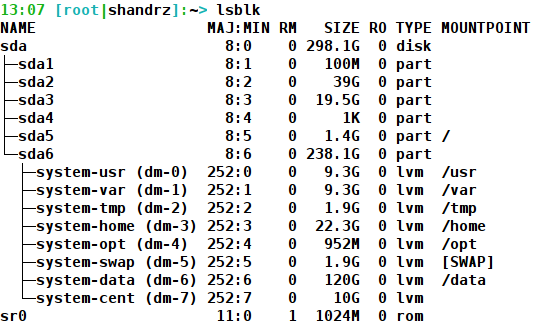 13:07 [root|shandrz]:~> lsblk
NAME                    MAJ:MIN RM   SIZE RO TYPE MOUNTPOINT
sda                       8:0    0 298.1G  0 disk
├─sda1                    8:1    0   100M  0 part
├─sda2                    8:2    0    39G  0 part
├─sda3                    8:3    0  19.5G  0 part
├─sda4                    8:4    0     1K  0 part
├─sda5                    8:5    0   1.4G  0 part /
└─sda6                    8:6    0 238.1G  0 part
  ├─system-usr (dm-0)   252:0    0   9.3G  0 lvm  /usr
  ├─system-var (dm-1)   252:1    0   9.3G  0 lvm  /var
  ├─system-tmp (dm-2)   252:2    0   1.9G  0 lvm  /tmp
  ├─system-home (dm-3)  252:3    0  22.3G  0 lvm  /home
  ├─system-opt (dm-4)   252:4    0   952M  0 lvm  /opt
  ├─system-swap (dm-5)  252:5    0   1.9G  0 lvm  [SWAP]
  ├─system-data (dm-6)  252:6    0   120G  0 lvm  /data
  └─system-cent (dm-7)  252:7    0    10G  0 lvm
sr0                      11:0    1  1024M  0 rom